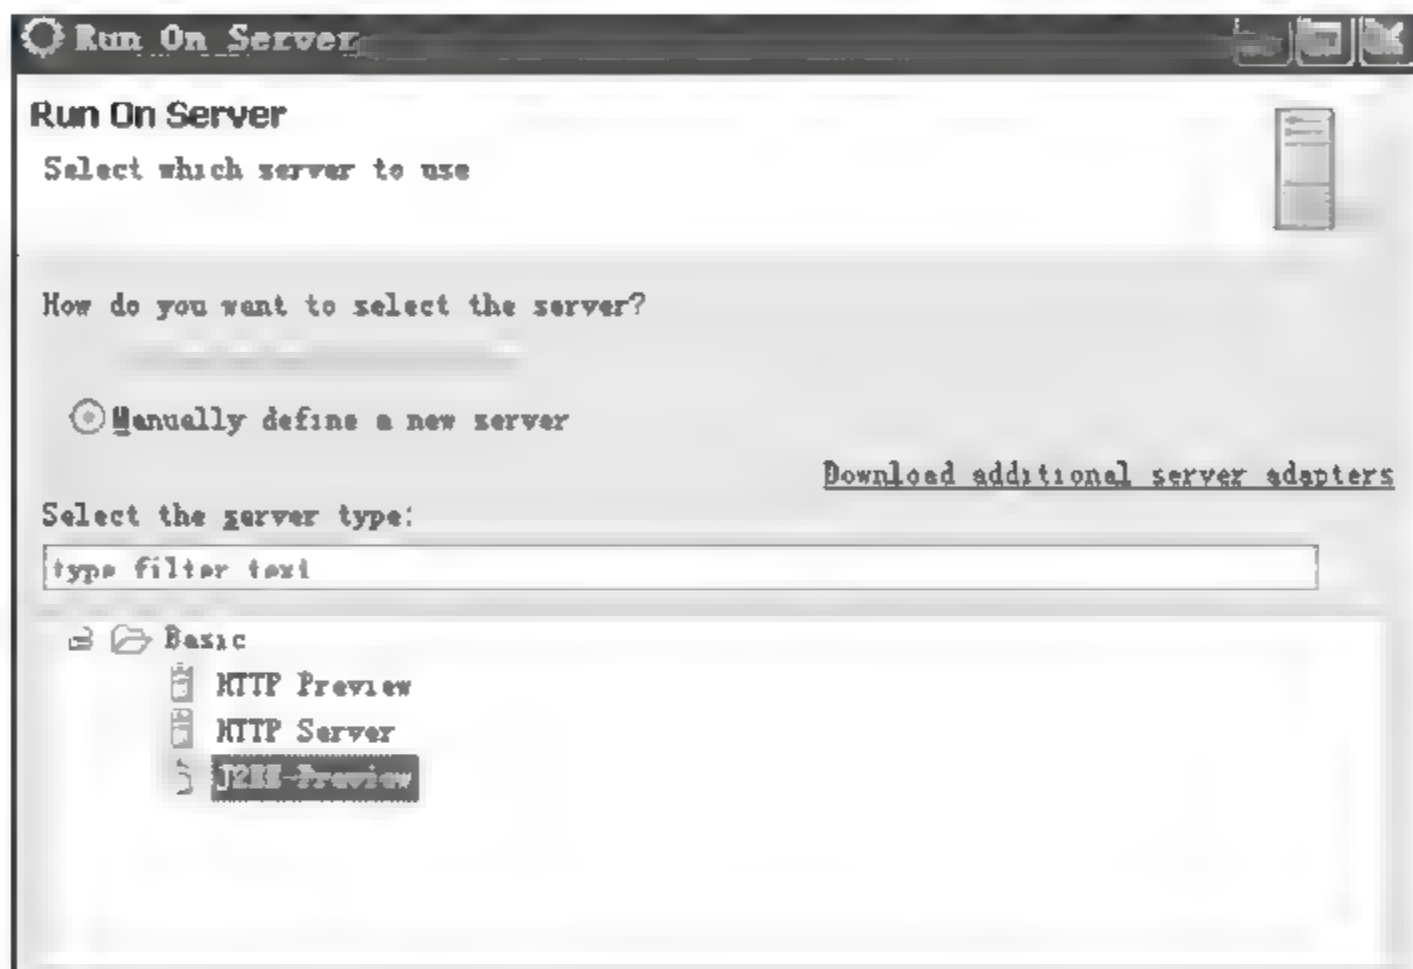 Run On Server
Run On Server
Select which server to use
How do you want to select the server?
Manually define a new server
Download additional server adapters
Select the server type:
type filter text
Basic
HTTP Preview
HTTP Server
J2EE Preview